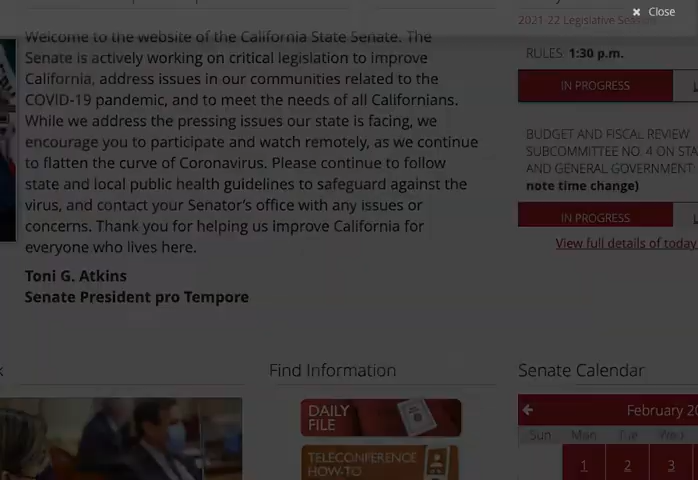 Close
2021-22 Legislative
Welcome to the website of the California State Senate. The
Senate is actively working on critical legislation to improve
California, address issues in our communities related to the
COVID-19 pandemic, and to meet the needs of all Californians.
While we address the pressing issues our state is facing, we
encourage you to participate and watch remotely, as we continue
to flatten the curve of Coronavirus. Please continue to follow
state and local public health guidelines to safeguard against the
virus, and contact your Senator's office with any issues or
concerns. Thank you for helping us improve California for
everyone who lives here.
Toni G. Atkins
Senate President pro Tempore
RULES: 1:30 p.m.
IN PROGRESS
BUDGET AND FISCAL REVIEW
SUBCOMMITTEE NO. 4 ON STA
AND GENERAL GOVERNMENT:
note time change)
IN PROGRESS
View full details of today
k
Find Information
DAILY
FILE
TELECONFERENCE
HOW-TO
Senate Calendar
February 20
Sun Mon Tue Wed
1 2 3